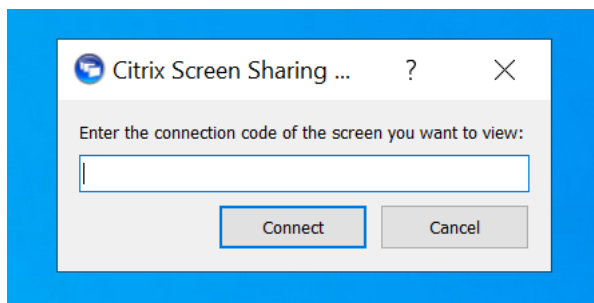 Citrix Screen Sharing ...
?
Enter the connection code of the screen you want to view:
Connect
Cancel